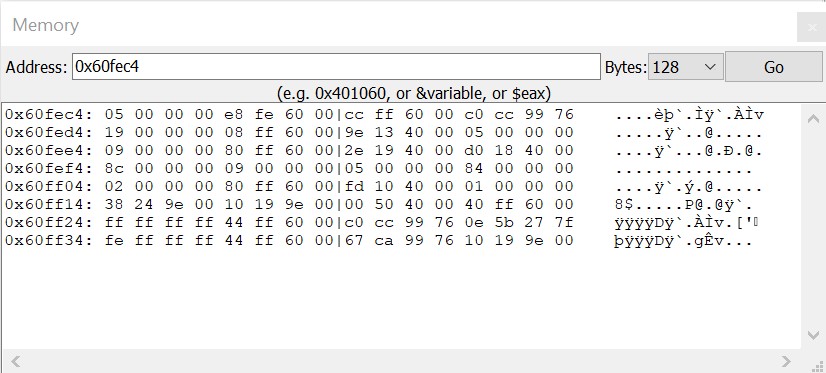 Memory
Address: 0x60fec4 Bytes: 128 Go
(e.g. 0x401060, or &variable, or $eax)
0x60fec4: 05 00 00 00 e8 fe 60 00|cc ff 60 00 c0 cc 99 76 ....èþ`.Ìÿ`.ÀÌv
0x60fed4: 19 00 00 00 80 ff 60 00|9e 13 40 00 05 00 00 00 .....ÿ`..@.....
0x60fee4: 09 00 00 00 80 ff 60 00|2e 19 40 00 d0 18 40 00 ....ÿ`...@.Ð.@.
0x60fef4: 8c 00 00 00 09 00 00 00|05 00 00 00 84 00 00 00 ..............
0x60ff04: 02 00 00 00 80 ff 60 00|fd 10 40 00 01 00 00 00 ....ÿ`.ý.@.....
0x60ff14: 38 24 9e 00 10 19 9e 00|00 50 40 00 40 ff 60 00 8$.....P@.@ÿ`.
0x60ff24: ff ff ff ff 44 ff 60 00|c0 cc 99 76 0e 5b 27 7f ÿÿÿÿDÿ`.ÀÌv.['
0x60ff34: fe ff ff ff 44 ff 60 00|67 ca 99 76 10 19 9e 00 þÿÿÿDÿ`.gÊv...